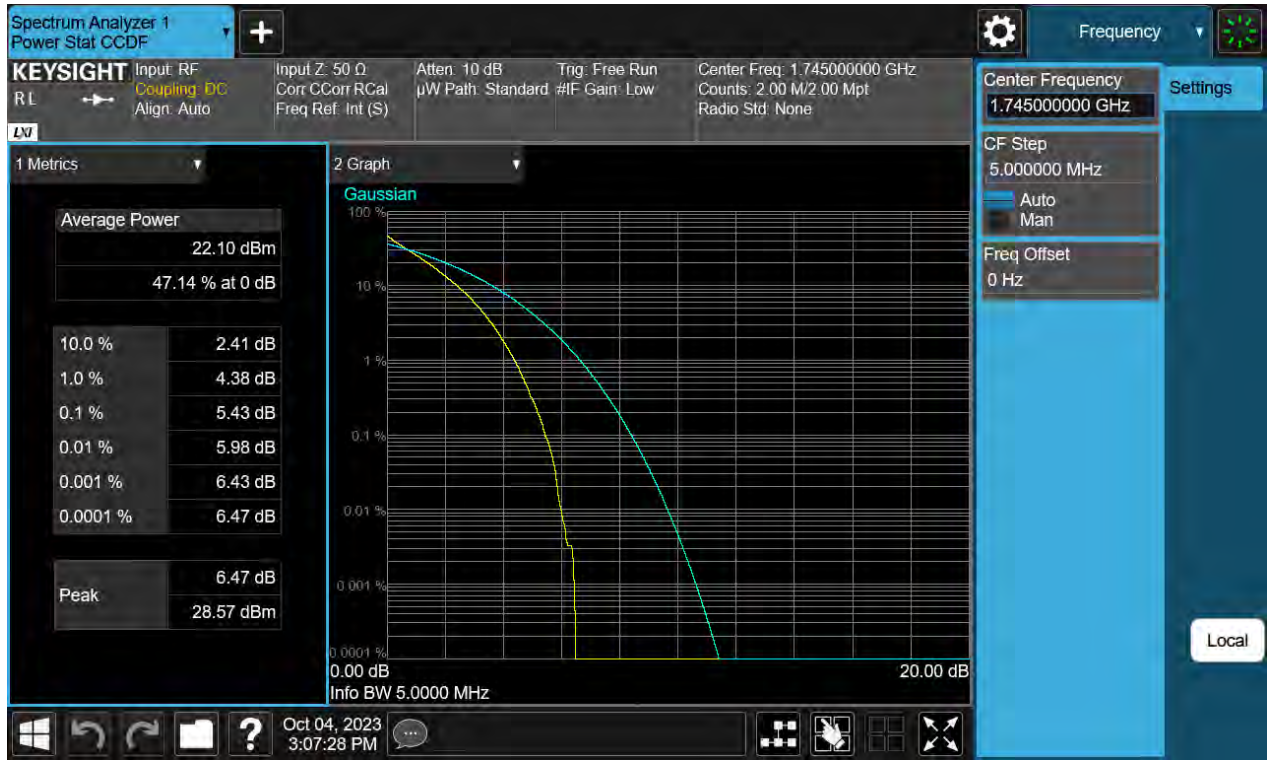 Spectrum Analyzer 1
Power Stat CCDF
Frequency
KEYSIGHT
RL
LXI
Input: RF
Coupling: DC
Align: Auto
Input Z: 50 Ω
Corr CCorr RCal
Freq Ref: Int (S)
Atten: 10 dB
µW Path: Standard
Trig: Free Run
#IF Gain: Low
Center Freq: 1.745000000 GHz
Counts: 2.00 M/2.00 Mpt
Radio Std: None
Center Frequency
1.745000000 GHz
Settings
CF Step
5.000000 MHz
Auto
Man
Freq Offset
0 Hz
Local
1 Metrics
Average Power
22.10 dBm
47.14 % at 0 dB
10.0 % 2.41 dB
1.0 % 4.38 dB
0.1 % 5.43 dB
0.01 % 5.98 dB
0.001 % 6.43 dB
0.0001 % 6.47 dB
Peak
6.47 dB
28.57 dBm
2 Graph
Gaussian
100 %
10 %
1 %
0.1 %
0.01 %
0.001 %
0.0001 %
0.00 dB
20.00 dB
Info BW 5.0000 MHz
Oct 04, 2023
3:07:28 PM